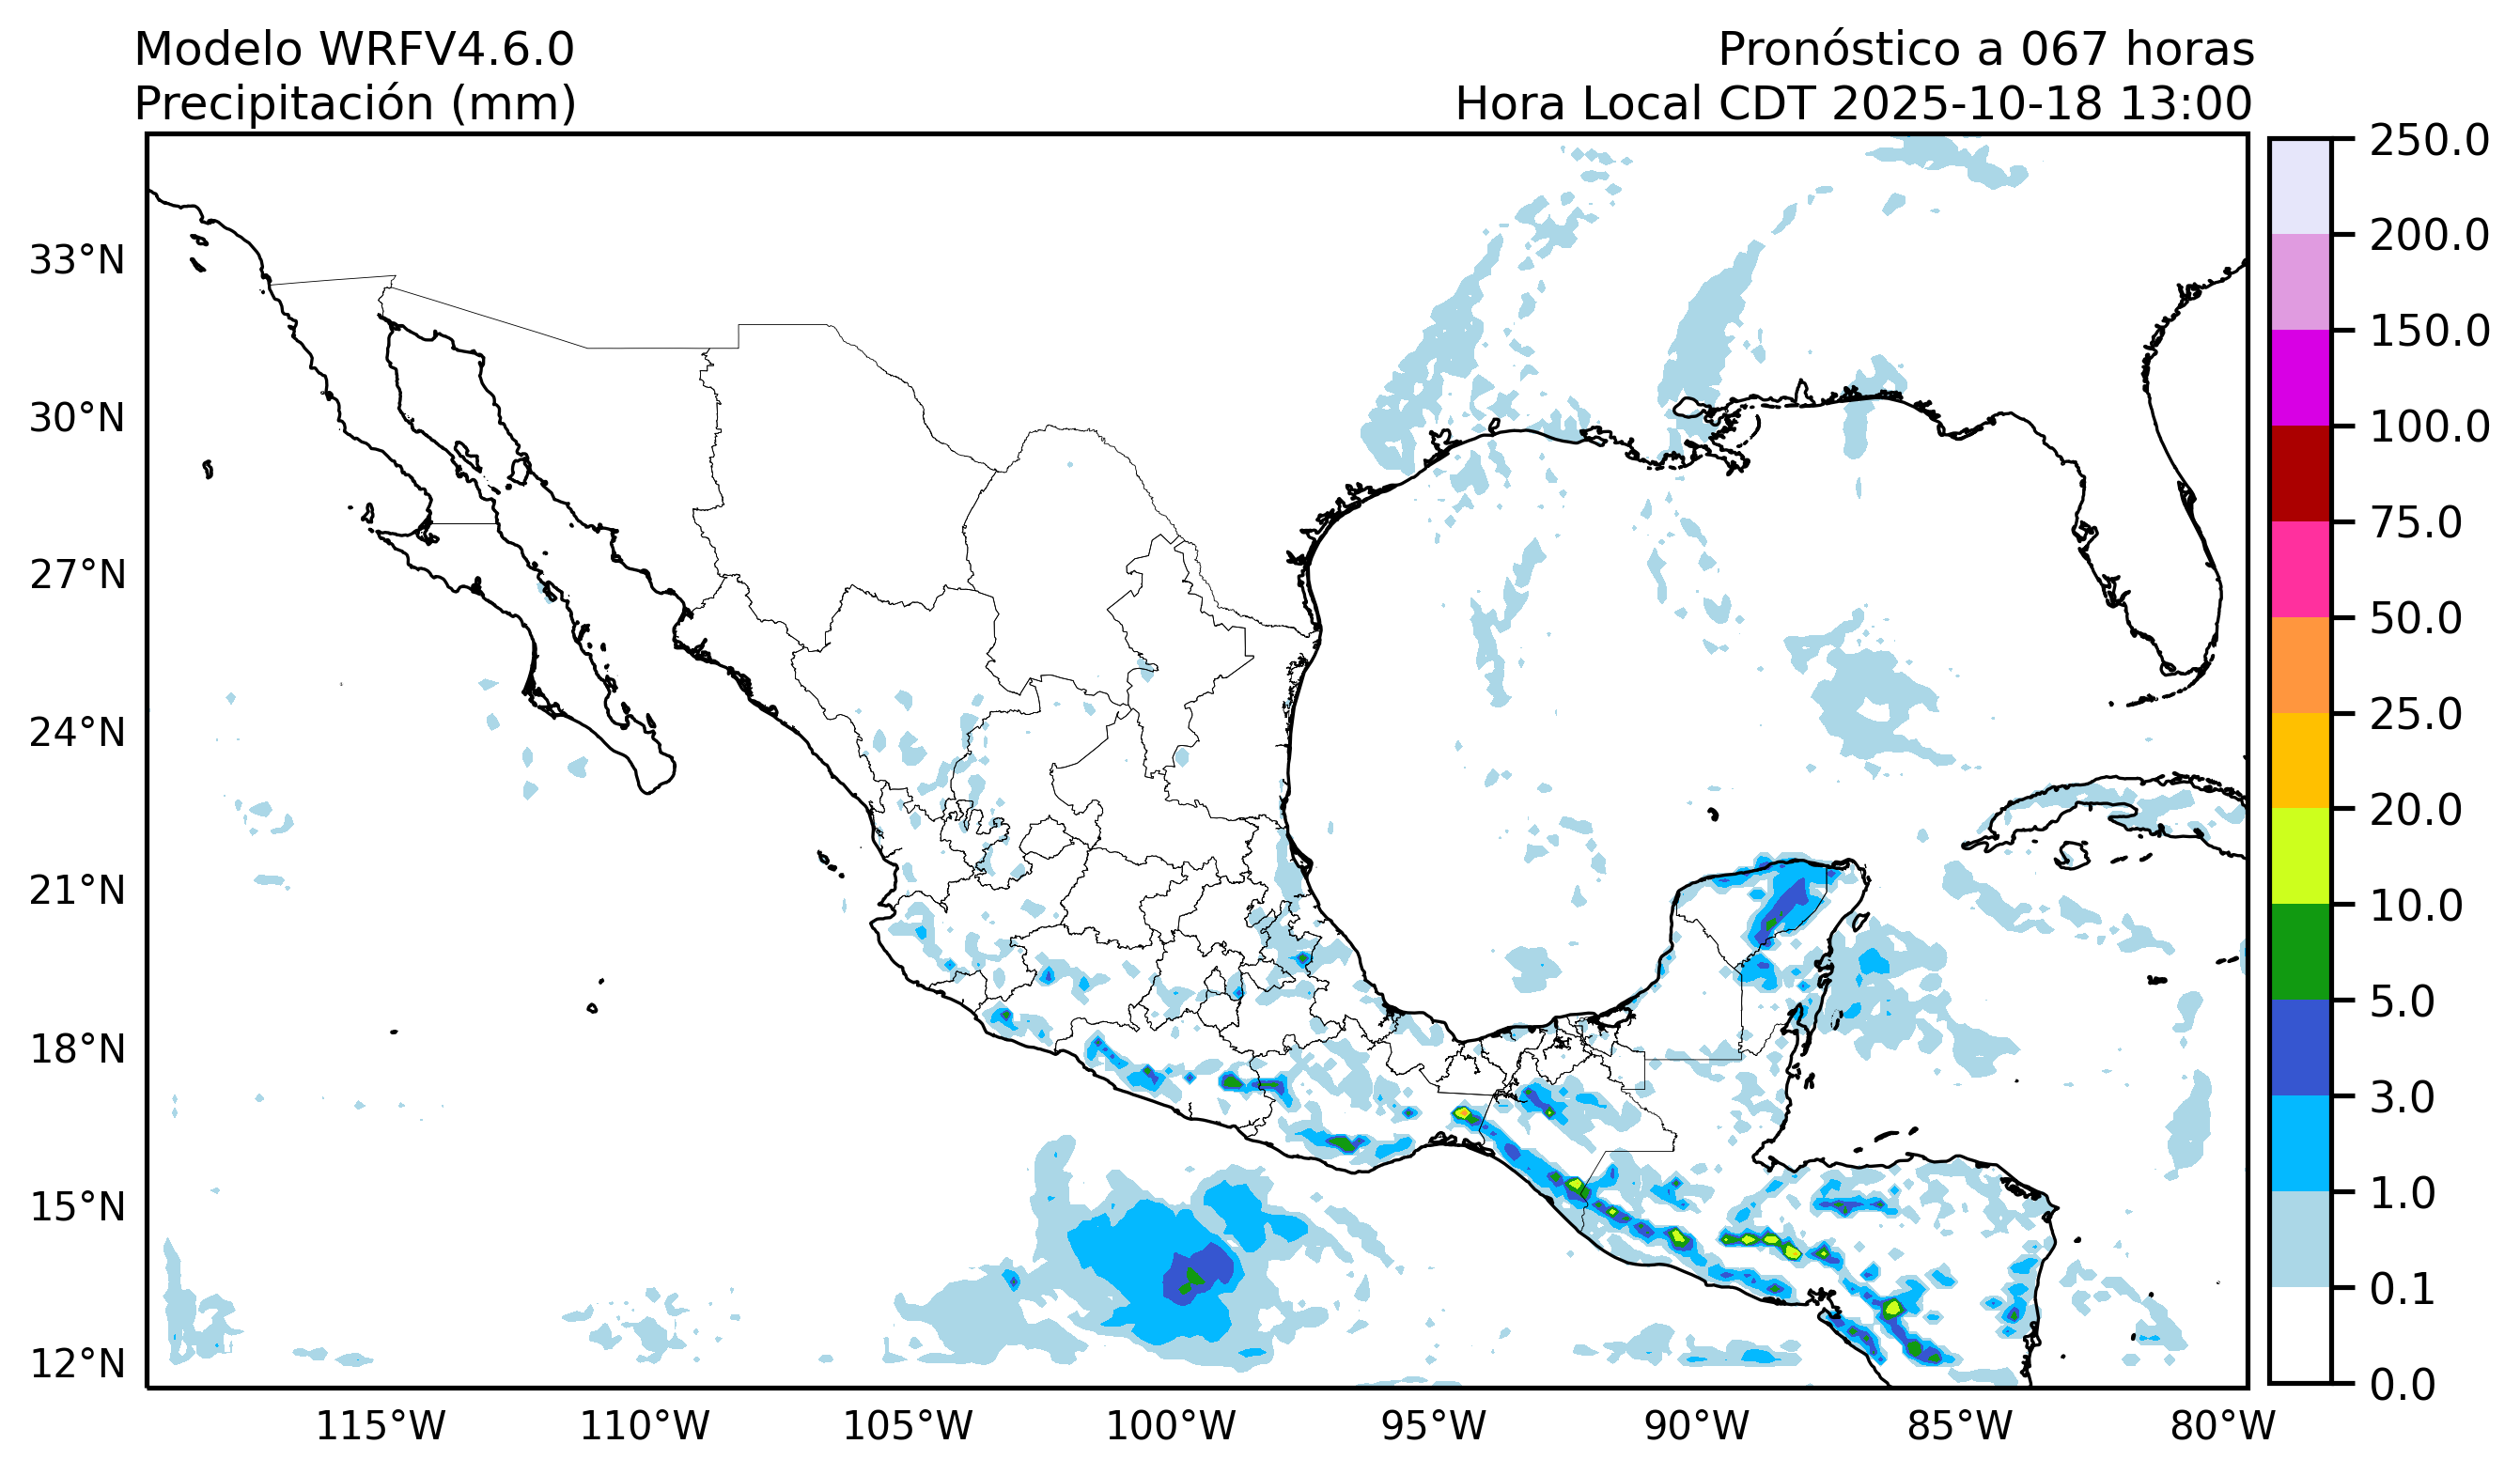 Modelo WRFV4.6.0
Precipitación (mm)
Pronóstico a 067 horas
Hora Local CDT 2025-10-18 13:00
33°N
30°N
27°N
24°N
21°N
18°N
15°N
12°N
115°W
110°W
105°W
100°W
95°W
90°W
85°W
80°W
250.0
200.0
150.0
100.0
75.0
50.0
25.0
20.0
10.0
5.0
3.0
1.0
0.1
0.0